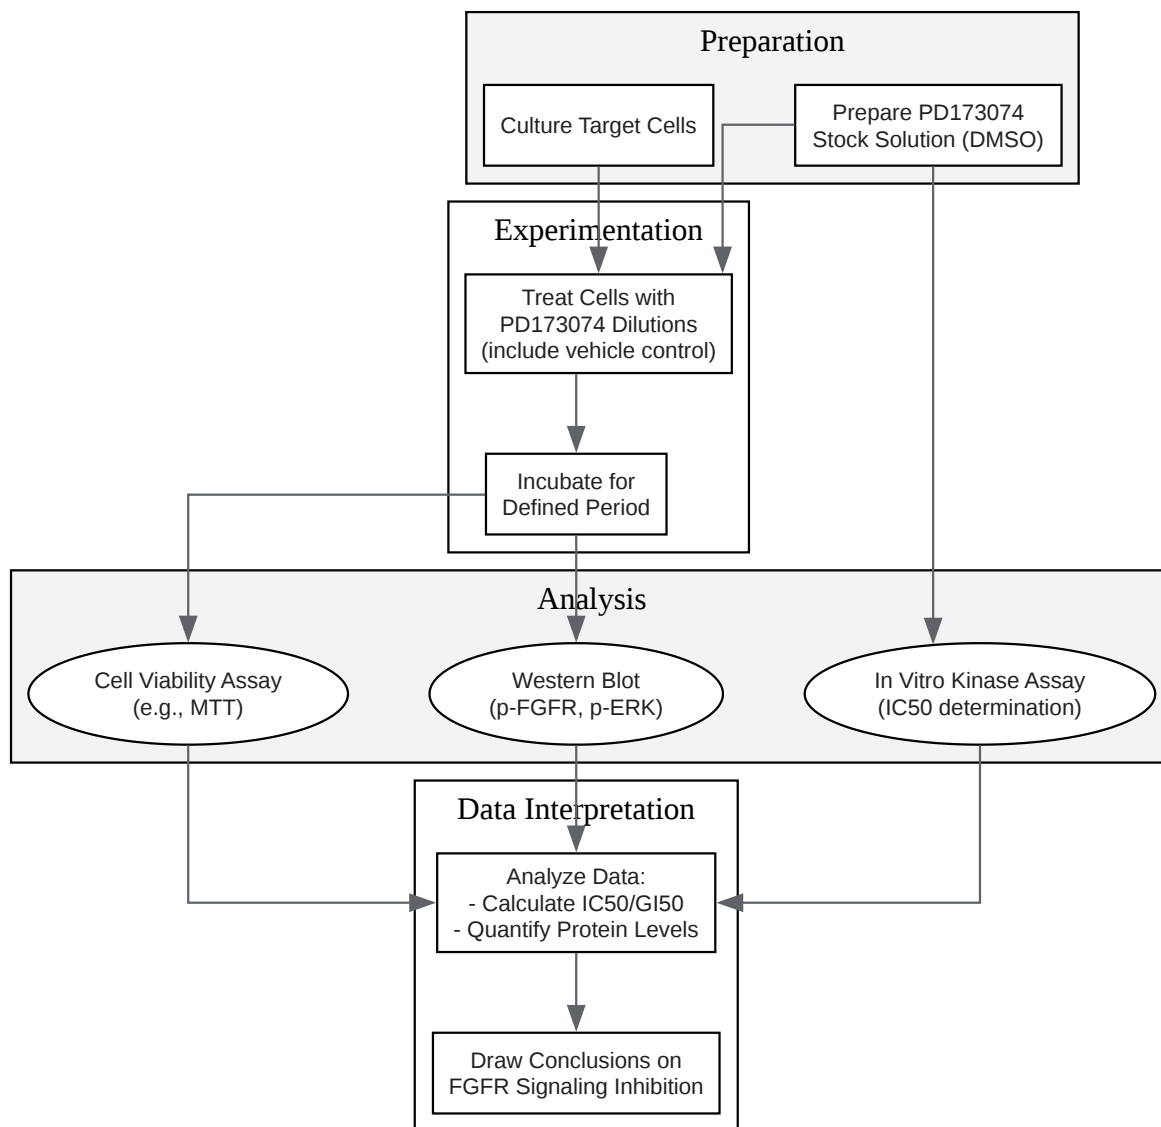 Preparation
Culture Target Cells
Prepare PD173074
Stock Solution (DMSO)
Experimentation
Treat Cells with
PD173074 Dilutions
(include vehicle control)
Incubate for
Defined Period
Analysis
Cell Viability Assay
(e.g., MTT)
Western Blot
(p-FGFR, p-ERK)
In Vitro Kinase Assay
(IC50 determination)
Data Interpretation
Analyze Data:
- Calculate IC50/GI50
- Quantify Protein Levels
Draw Conclusions on
FGFR Signaling Inhibition